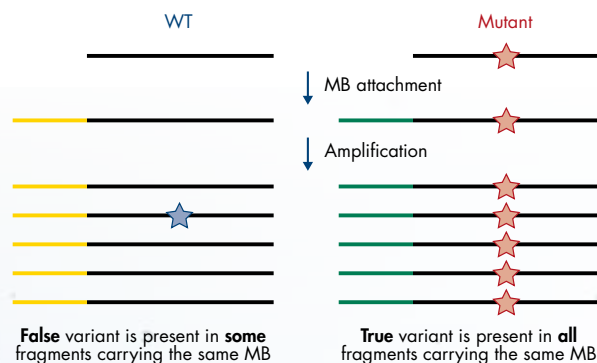 WT
Mutant
MB attachment
Amplification
False variant is present in some
fragments carrying the same MB
True variant is present in all
fragments carrying the same MB